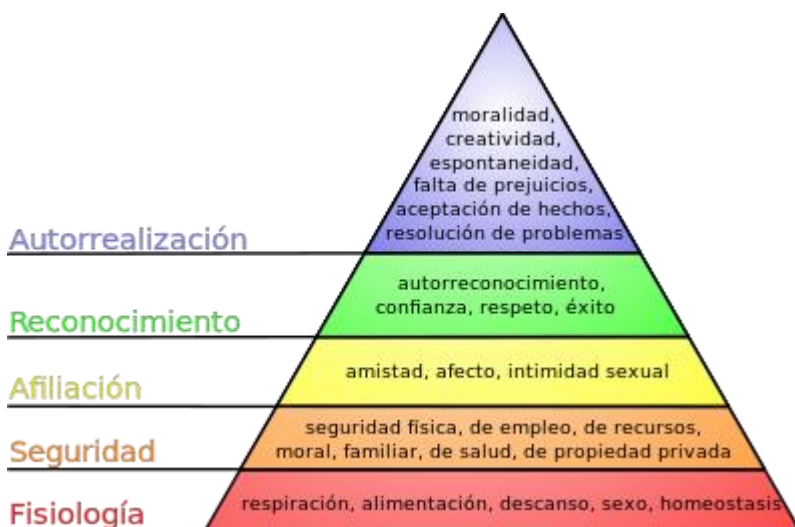 moralidad,
creatividad,
espontaneidad,
falta de prejuicios,
aceptación de hechos,
resolución de problemas
Autorrealización
autorreconocimiento,
confianza, respeto, éxito
Reconocimiento
amistad, afecto, intimidad sexual
Afiliación
seguridad física, de empleo, de recursos,
moral, familiar, de salud, de propiedad privada
Seguridad
respiración, alimentación, descanso, sexo, homeostasis
Fisiología